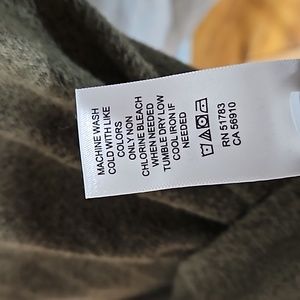 MACHINE WASH
COLD WITH LIKE
COLORS
ONLY NON
CHLORINE BLEACH
WHEN NEEDED
TUMBLE DRY LOW
COOL IRON IF
NEEDED
RN 51783
CA 56910